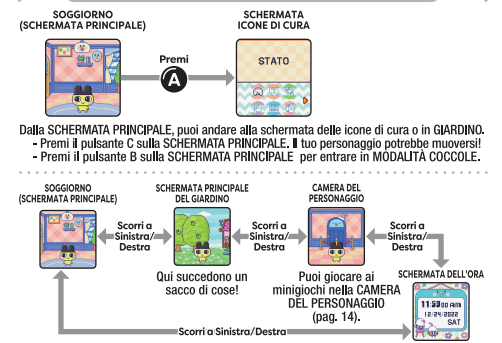 SOGGIORNO
(SCHERMATA PRINCIPALE)
SCHERMATA
ICONE DI CURA
Premi
A
STATO
Dalla SCHERMATA PRINCIPALE, puoi andare alla schermata delle icone di cura o in GIARDINO.
- Premi il pulsante C sulla SCHERMATA PRINCIPALE. Il tuo personaggio potrebbe muoversi!
- Premi il pulsante B sulla SCHERMATA PRINCIPALE per entrare in MODALITÀ COCCOLE.
SOGGIORNO
(SCHERMATA PRINCIPALE)
SCHERMATA PRINCIPALE
DEL GIARDINO
CAMERA DEL
PERSONAGGIO
Scorri a
Sinistra/
Destra
Scorri a
Sinistra/
Destra
Scorri a
Sinistra/
Destra
Qui succedono un
sacco di cose!
Puoi giocare ai
minigiochi nella CAMERA
DEL PERSONAGGIO
(pag. 14).
SCHERMATA DELL'ORA
11:53 00 AM
12/24/2022
SAT
Scorri a Sinistra/Destra